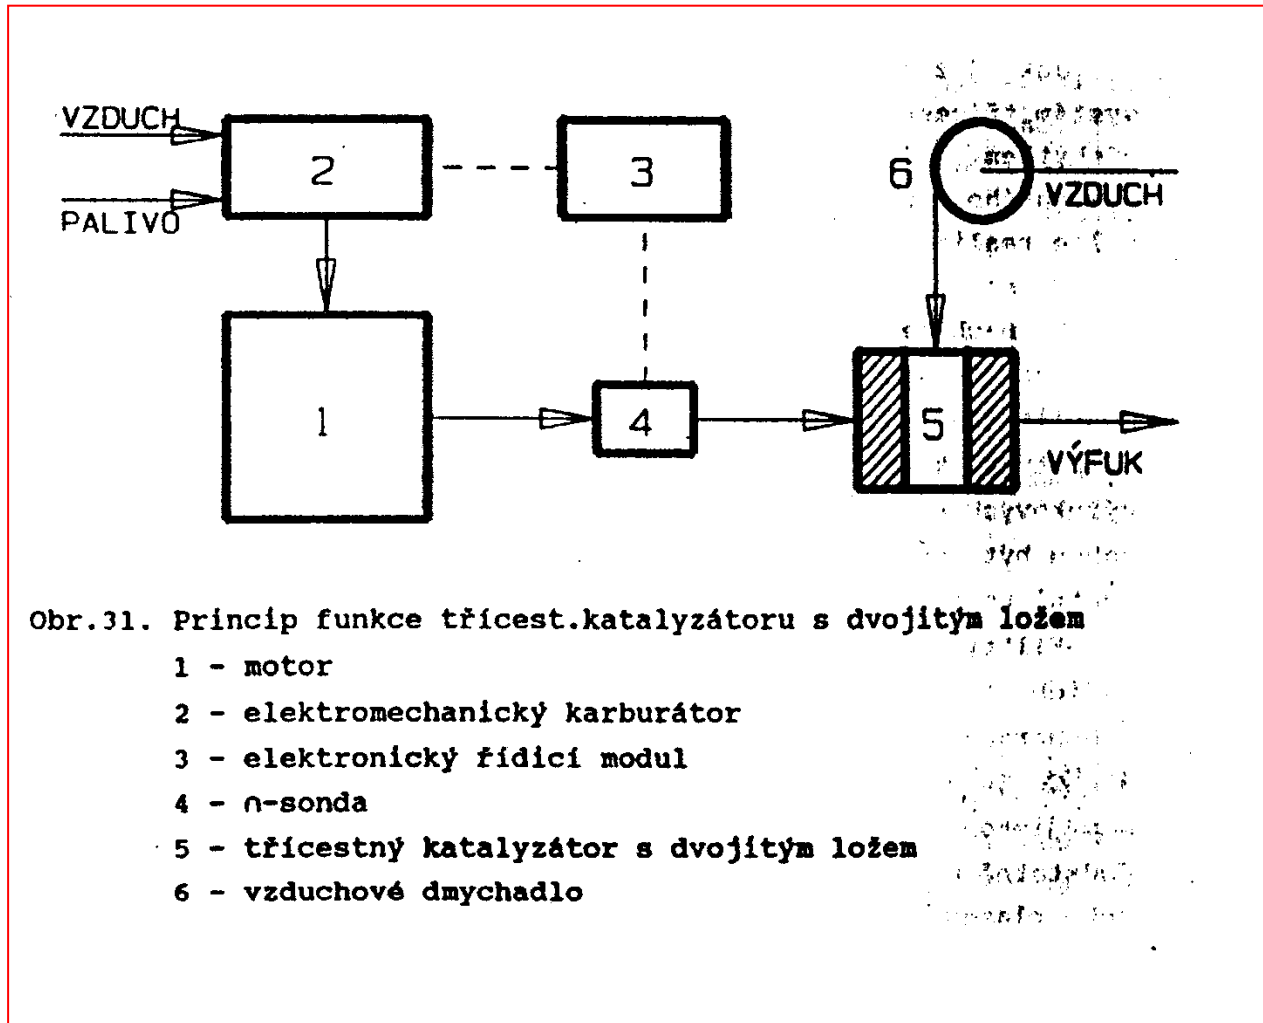 VZDUCH
PALIVO
2
3
6
VZDUCH
1
4
5
VÝFUK
Obr.31. Princip funkce třícest.katalyzátoru s dvojitým ložem
1 - motor
2 - elektromechanický karburátor
3 - elektronický řídicí modul
4 - ∩-sonda
5 - třícestný katalyzátor s dvojitým ložem
6 - vzduchové dmychadlo